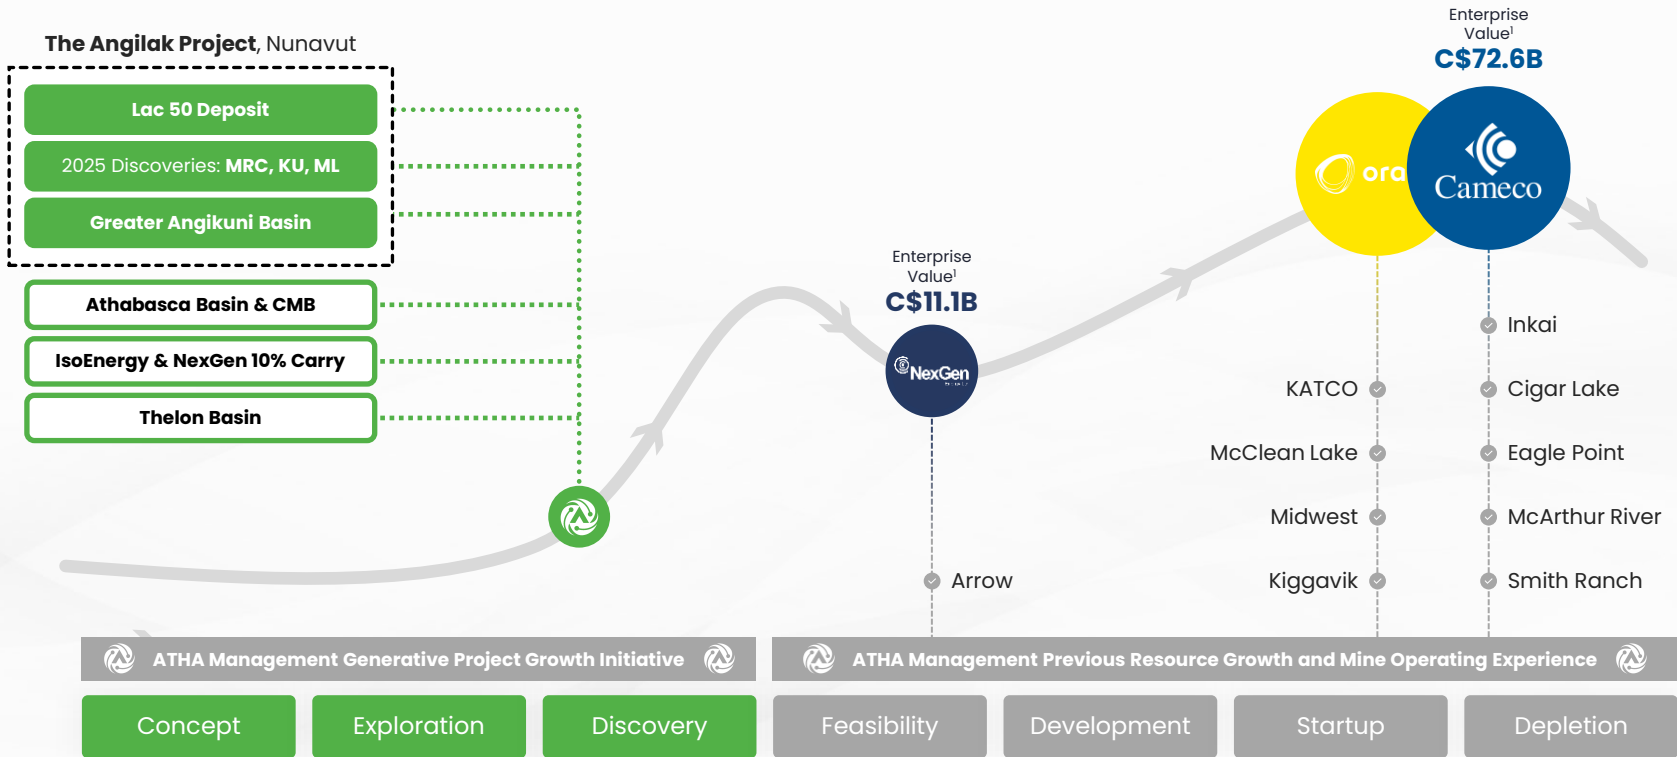 The Angilak Project, Nunavut
Lac 50 Deposit
2025 Discoveries: MRC, KU, ML
Greater Angikuni Basin
Athabasca Basin & CMB
IsoEnergy & NexGen 10% Carry
Thelon Basin
Enterprise
Value¹
C$11.1B
NexGen
Arrow
Enterprise
Value¹
C$72.6B
ora
Cameco
KATCO
McClean Lake
Midwest
Kiggavik
Inkai
Cigar Lake
Eagle Point
McArthur River
Smith Ranch
ATHA Management Generative Project Growth Initiative
ATHA Management Previous Resource Growth and Mine Operating Experience
Concept
Exploration
Discovery
Feasibility
Development
Startup
Depletion